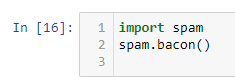 In [16]:
1 import spam
2 spam.bacon()
3